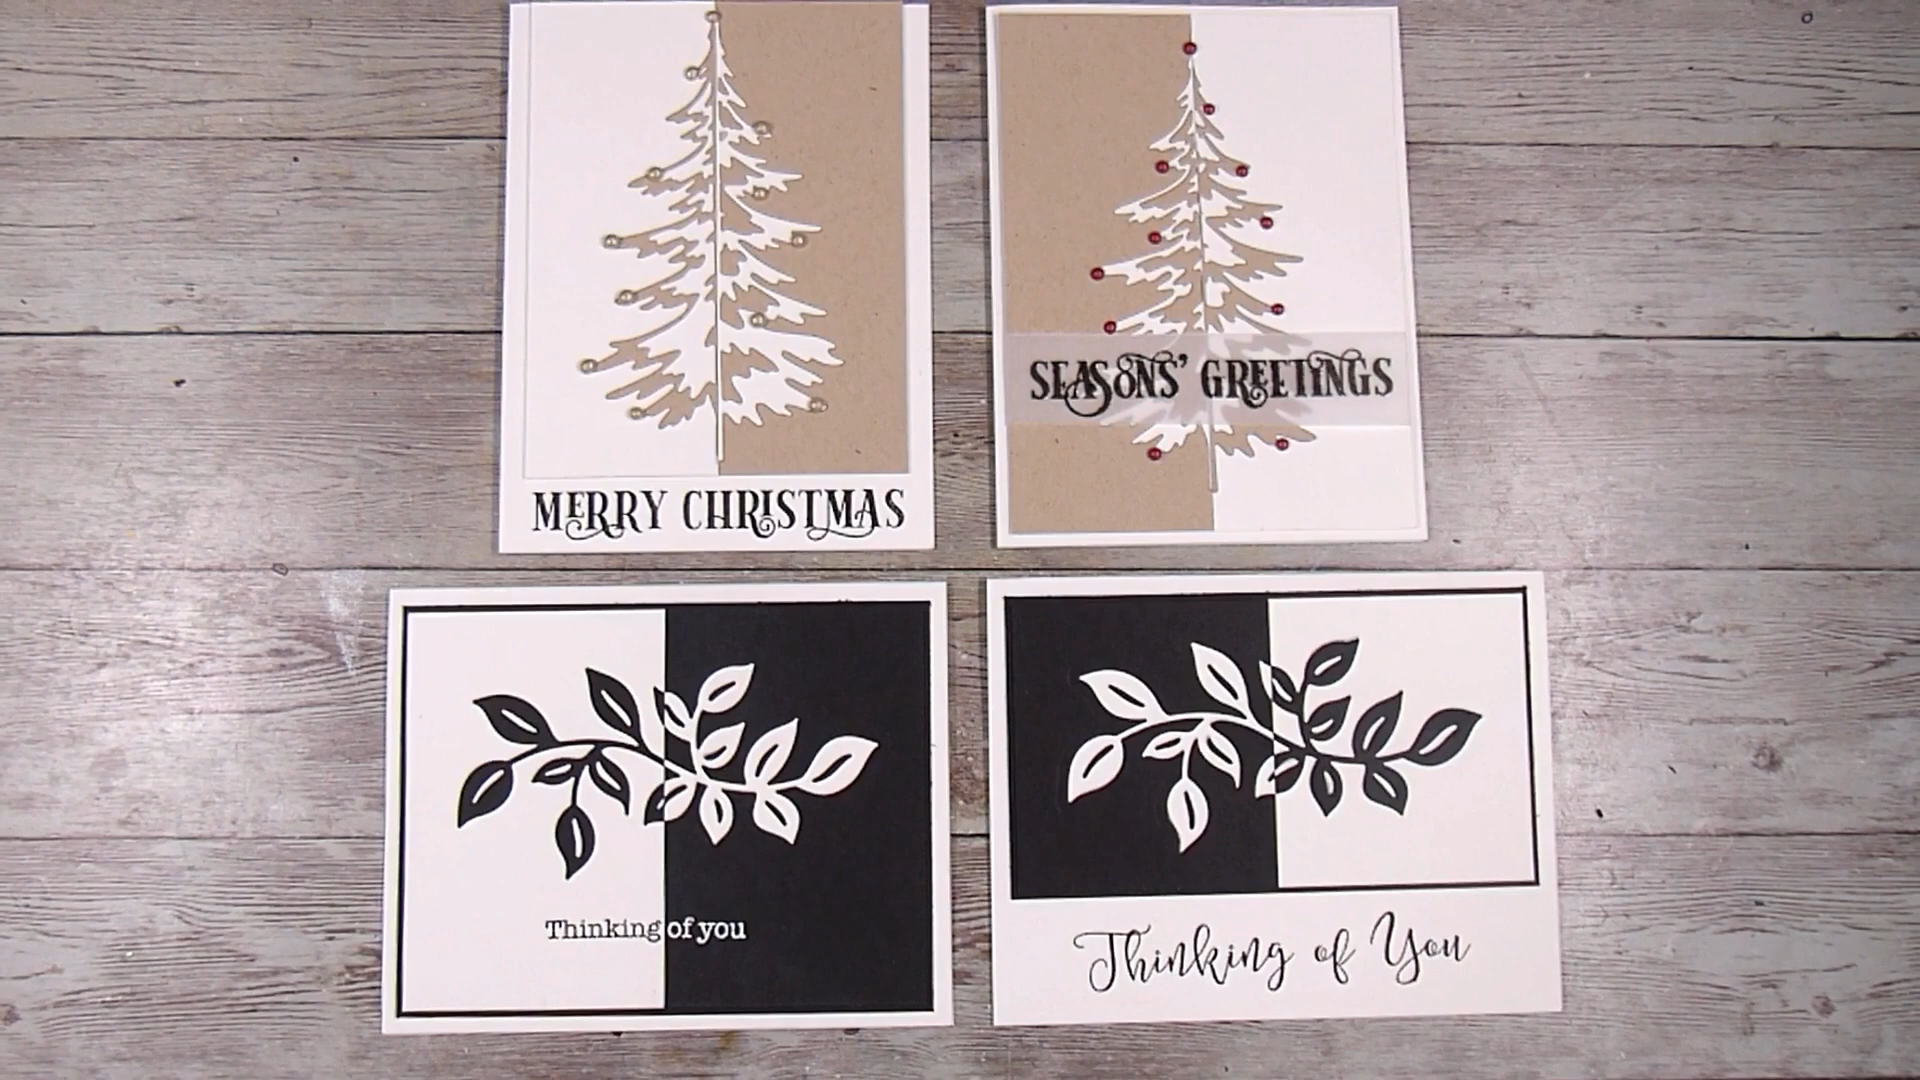 MERRY CHRISTMAS
SEASONS' GREETINGS
Thinking of you
Thinking of You